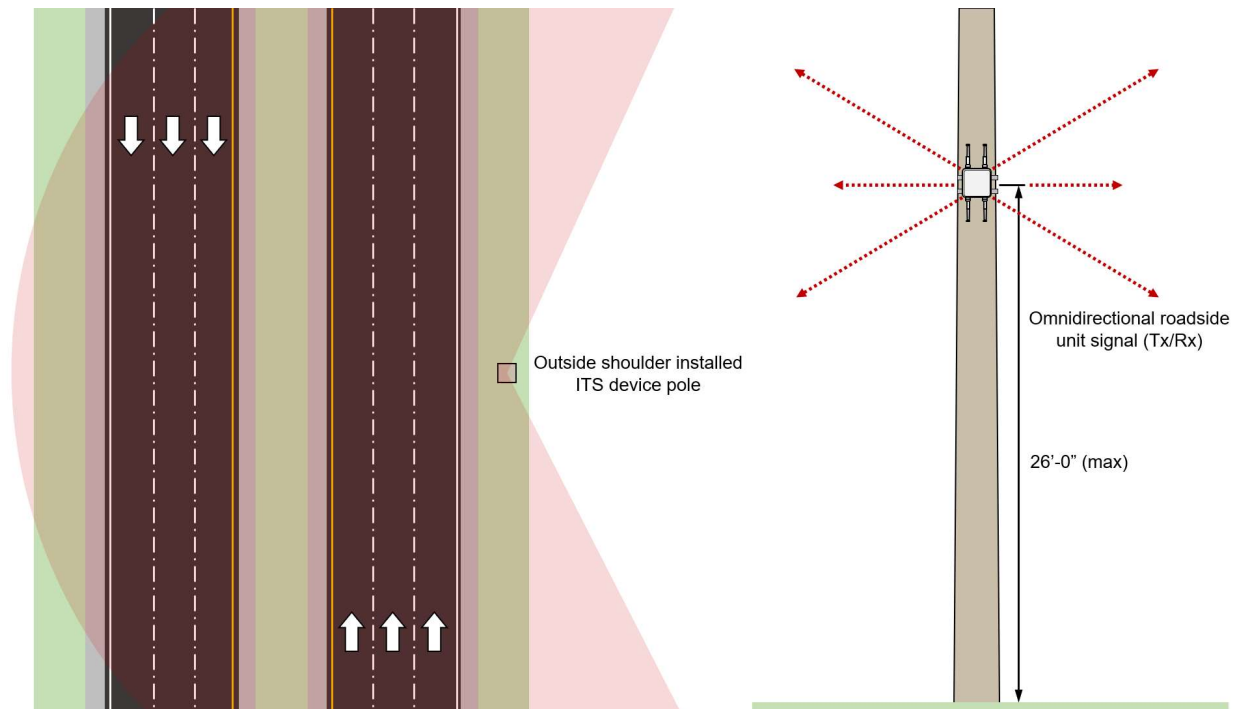 Outside shoulder installed
ITS device pole
Omnidirectional roadside
unit signal (Tx/Rx)
26’-0” (max)